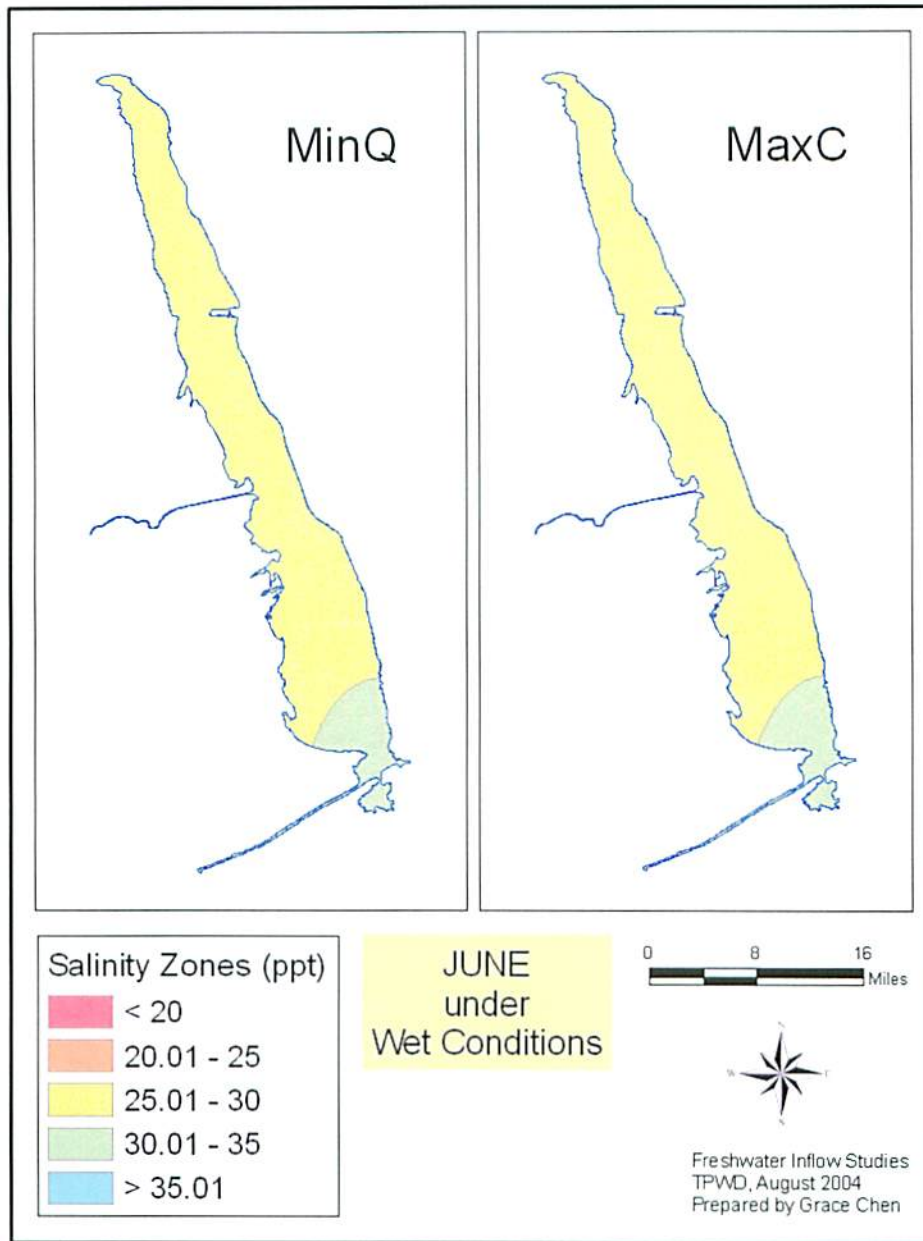 MinQ
MaxC
Salinity Zones (ppt)
< 20
20.01 - 25
25.01 - 30
30.01 - 35
> 35.01
JUNE
under
Wet Conditions
0 8 16
Miles
N
W E
S
Freshwater Inflow Studies
TPWD, August 2004
Prepared by Grace Chen